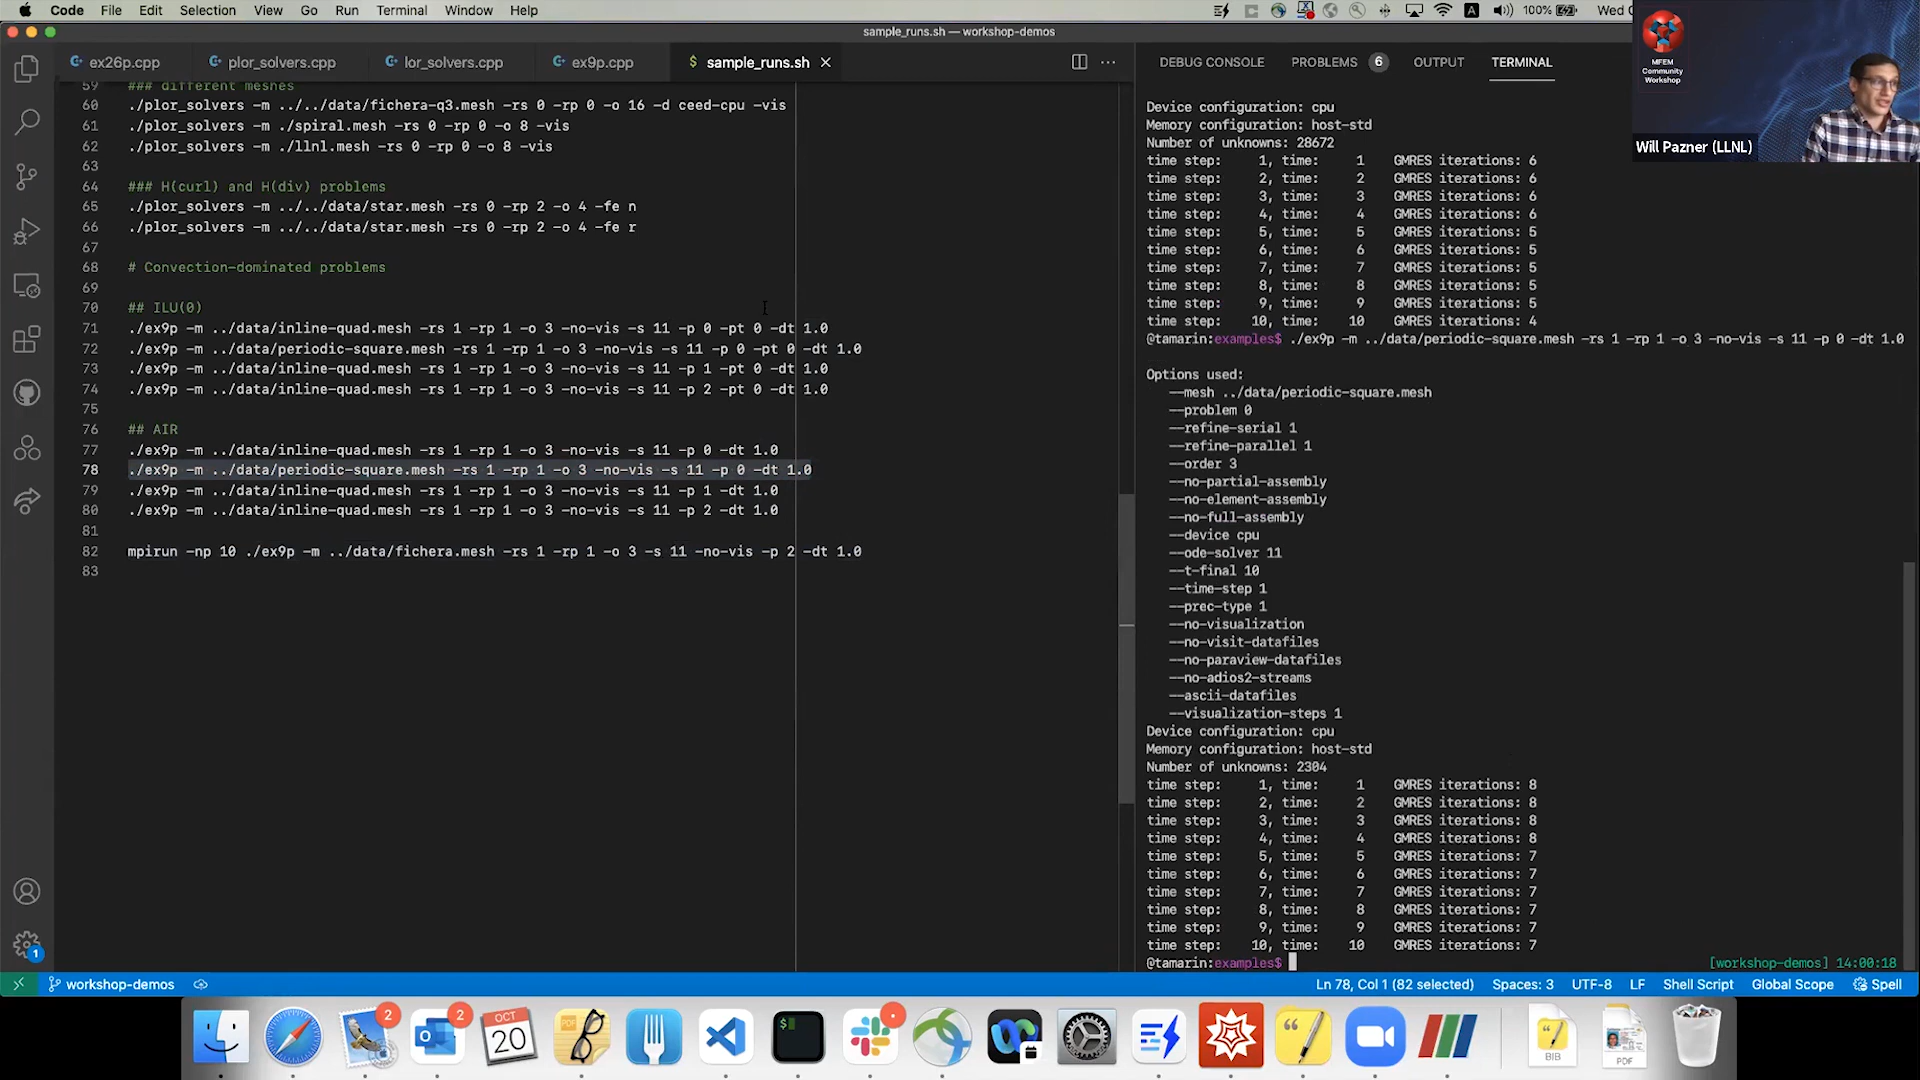 Code File Edit Selection View Go Run Terminal Window Help 100% Wed
sample_runs.sh — workshop-demos
ex26p.cpp plor_solvers.cpp lor_solvers.cpp ex9p.cpp $ sample_runs.sh
DEBUG CONSOLE PROBLEMS 6 OUTPUT TERMINAL
MFEM
Community
Workshop
Will Pazner (LLNL)
59 ### different meshes
60 ./plor_solvers -m ../../data/fichera-q3.mesh -rs 0 -rp 0 -o 16 -d ceed-cpu -vis
61 ./plor_solvers -m ./spiral.mesh -rs 0 -rp 0 -o 8 -vis
62 ./plor_solvers -m ./llnl.mesh -rs 0 -rp 0 -o 8 -vis
63
64 ### H(curl) and H(div) problems
65 ./plor_solvers -m ../../data/star.mesh -rs 0 -rp 2 -o 4 -fe n
66 ./plor_solvers -m ../../data/star.mesh -rs 0 -rp 2 -o 4 -fe r
67
68 # Convection-dominated problems
69
70 ## ILU(0)
71 ./ex9p -m ../data/inline-quad.mesh -rs 1 -rp 1 -o 3 -no-vis -s 11 -p 0 -pt 0 -dt 1.0
72 ./ex9p -m ../data/periodic-square.mesh -rs 1 -rp 1 -o 3 -no-vis -s 11 -p 0 -pt 0 -dt 1.0
73 ./ex9p -m ../data/inline-quad.mesh -rs 1 -rp 1 -o 3 -no-vis -s 11 -p 1 -pt 0 -dt 1.0
74 ./ex9p -m ../data/inline-quad.mesh -rs 1 -rp 1 -o 3 -no-vis -s 11 -p 2 -pt 0 -dt 1.0
75
76 ## AIR
77 ./ex9p -m ../data/inline-quad.mesh -rs 1 -rp 1 -o 3 -no-vis -s 11 -p 0 -dt 1.0
78 ./ex9p -m ../data/periodic-square.mesh -rs 1 -rp 1 -o 3 -no-vis -s 11 -p 0 -dt 1.0
79 ./ex9p -m ../data/inline-quad.mesh -rs 1 -rp 1 -o 3 -no-vis -s 11 -p 1 -dt 1.0
80 ./ex9p -m ../data/inline-quad.mesh -rs 1 -rp 1 -o 3 -no-vis -s 11 -p 2 -dt 1.0
81
82 mpirun -np 10 ./ex9p -m ../data/fichera.mesh -rs 1 -rp 1 -o 3 -s 11 -no-vis -p 2 -dt 1.0
83
Device configuration: cpu
Memory configuration: host-std
Number of unknowns: 28672
time step: 1, time: 1 GMRES iterations: 6
time step: 2, time: 2 GMRES iterations: 6
time step: 3, time: 3 GMRES iterations: 6
time step: 4, time: 4 GMRES iterations: 6
time step: 5, time: 5 GMRES iterations: 5
time step: 6, time: 6 GMRES iterations: 5
time step: 7, time: 7 GMRES iterations: 5
time step: 8, time: 8 GMRES iterations: 5
time step: 9, time: 9 GMRES iterations: 5
time step: 10, time: 10 GMRES iterations: 4
@tamarin:examples$ ./ex9p -m ../data/periodic-square.mesh -rs 1 -rp 1 -o 3 -no-vis -s 11 -p 0 -dt 1.0
Options used:
--mesh ../data/periodic-square.mesh
--problem 0
--refine-serial 1
--refine-parallel 1
--order 3
--no-partial-assembly
--no-element-assembly
--no-full-assembly
--device cpu
--ode-solver 11
--t-final 10
--time-step 1
--prec-type 1
--no-visualization
--no-visit-datafiles
--no-paraview-datafiles
--no-adios2-streams
--ascii-datafiles
--visualization-steps 1
Device configuration: cpu
Memory configuration: host-std
Number of unknowns: 2304
time step: 1, time: 1 GMRES iterations: 8
time step: 2, time: 2 GMRES iterations: 8
time step: 3, time: 3 GMRES iterations: 8
time step: 4, time: 4 GMRES iterations: 8
time step: 5, time: 5 GMRES iterations: 7
time step: 6, time: 6 GMRES iterations: 7
time step: 7, time: 7 GMRES iterations: 7
time step: 8, time: 8 GMRES iterations: 7
time step: 9, time: 9 GMRES iterations: 7
time step: 10, time: 10 GMRES iterations: 7
@tamarin:examples$
[workshop-demos] 14:00:18
1
workshop-demos Ln 78, Col 1 (82 selected) Spaces: 3 UTF-8 LF Shell Script Global Scope Spell
2 2 OCT 20 PDF BIB PDF